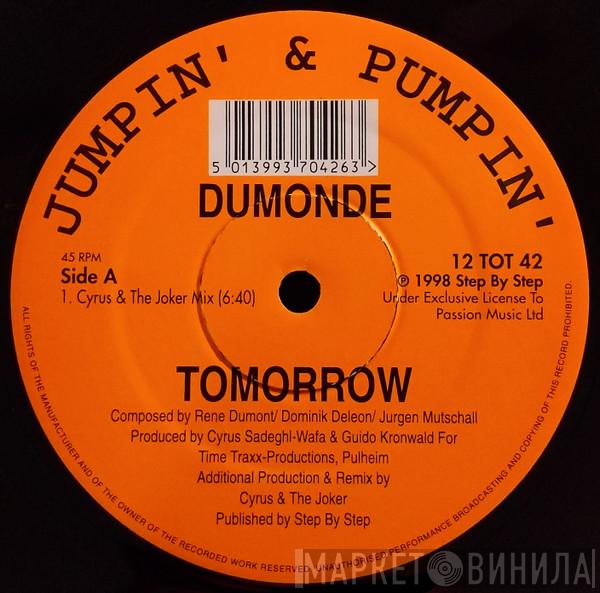 JUMPIN' & PUMPIN'
5 013993 704263 >
DUMONDE
45 RPM
Side A
1. Cyrus & The Joker Mix (6:40)
12 TOT 42
℗ 1998 Step By Step
Under Exclusive License To
Passion Music Ltd
TOMORROW
Composed by Rene Dumont/ Dominik Deleon/ Jurgen Mutschall
Produced by Cyrus Sadeghl-Wafa & Guido Kronwald For
Time Traxx-Productions, Pulheim
Additional Production & Remix by
Cyrus & The Joker
Published by Step By Step
ALL RIGHTS OF THE MANUFACTURER AND OF THE OWNER OF THE RECORDED WORK RESERVED. UNAUTHORISED PERFORMANCE BROADCASTING AND COPYING OF THIS RECORD PROHIBITED.
МАРКЕТ ВИНИЛА